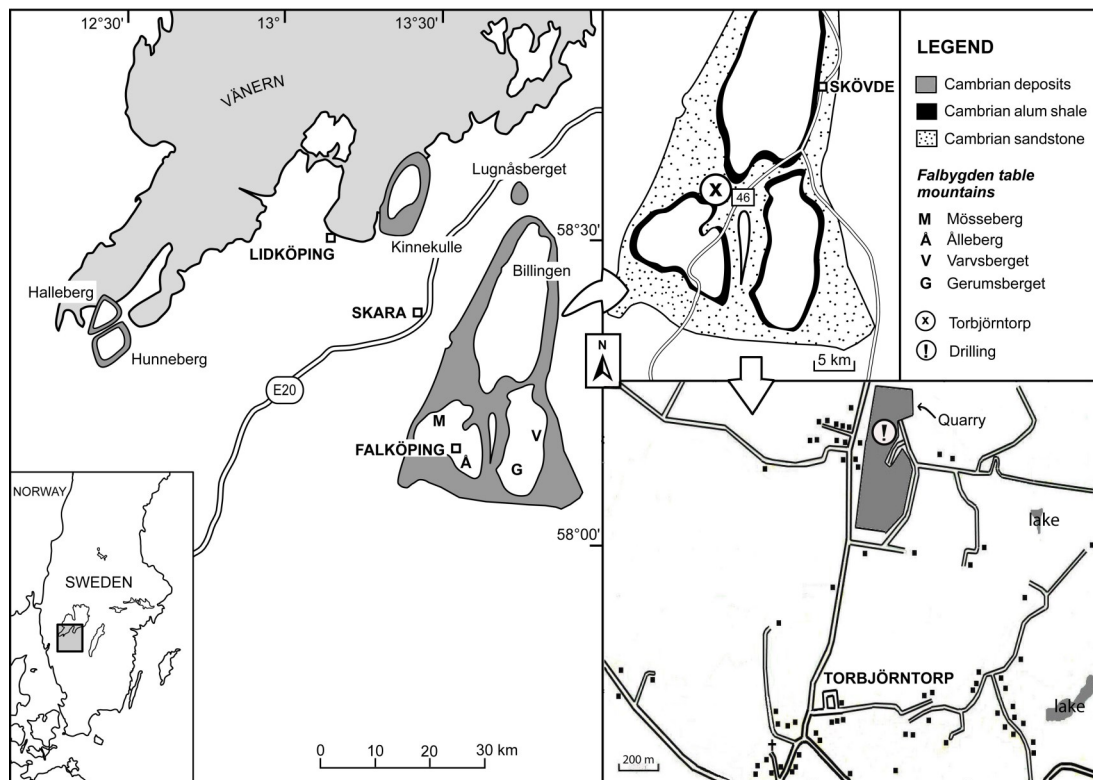 12°30'
13°00'
13°30'
VÄNERN
Lugnåsberget
58°30'
Kinnekulle
LIDKÖPING
Billingen
Halleberg
SKARA
Hunneberg
E20
M
V
FALKÖPING
Å
G
58°00'
NORWAY
SWEDEN
0 10 20 30 km
SKÖVDE
X
46
N
5 km
LEGEND
Cambrian deposits
Cambrian alum shale
Cambrian sandstone
Falbygden table
mountains
M Mösseberg
Å Ålleberg
V Varvsberget
G Gerumsberget
x Torbjörntorp
! Drilling
Quarry
!
lake
TORBJÖRNTORP
lake
200 m